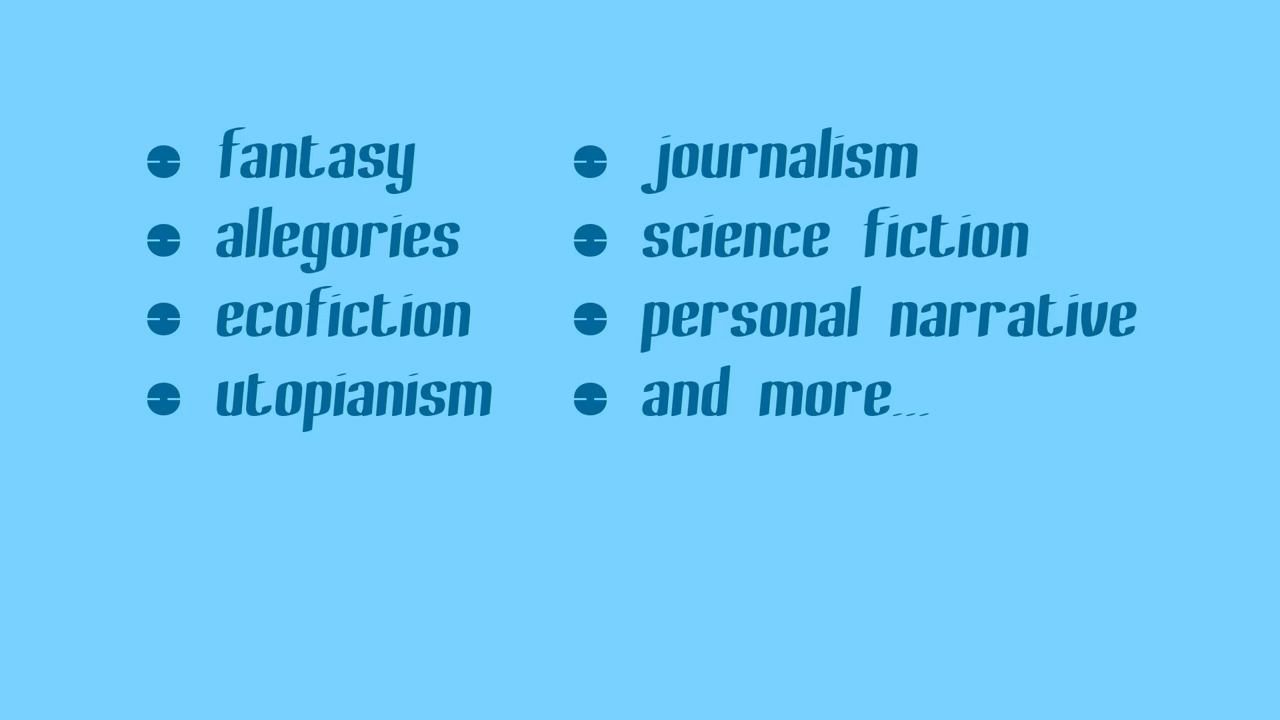 fantasy
allegories
ecofiction
utopianism
journalism
science fiction
personal narrative
and more...